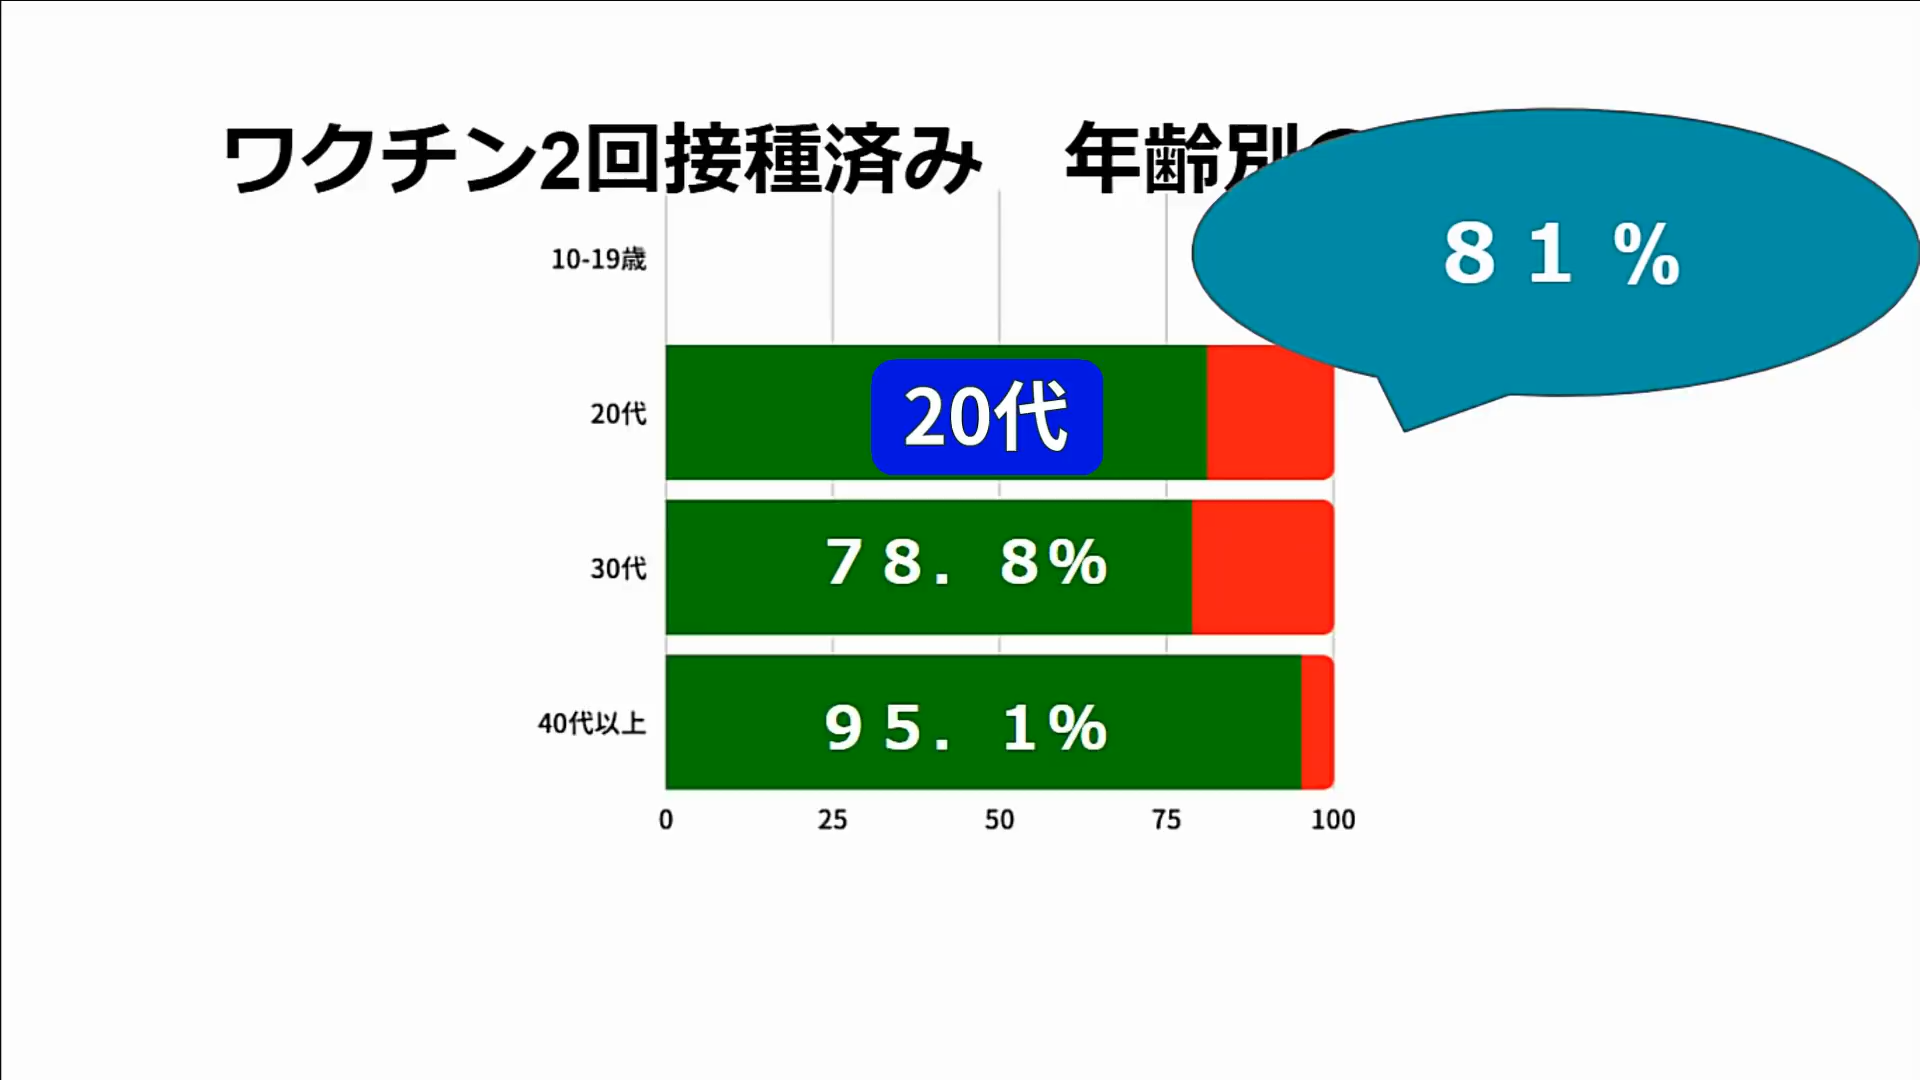 ワクチン2回接種済み　年齢別
８１％
10-19歳
20代
20代
30代
７８．８%
40代以上
９５．１%
0 25 50 75 100